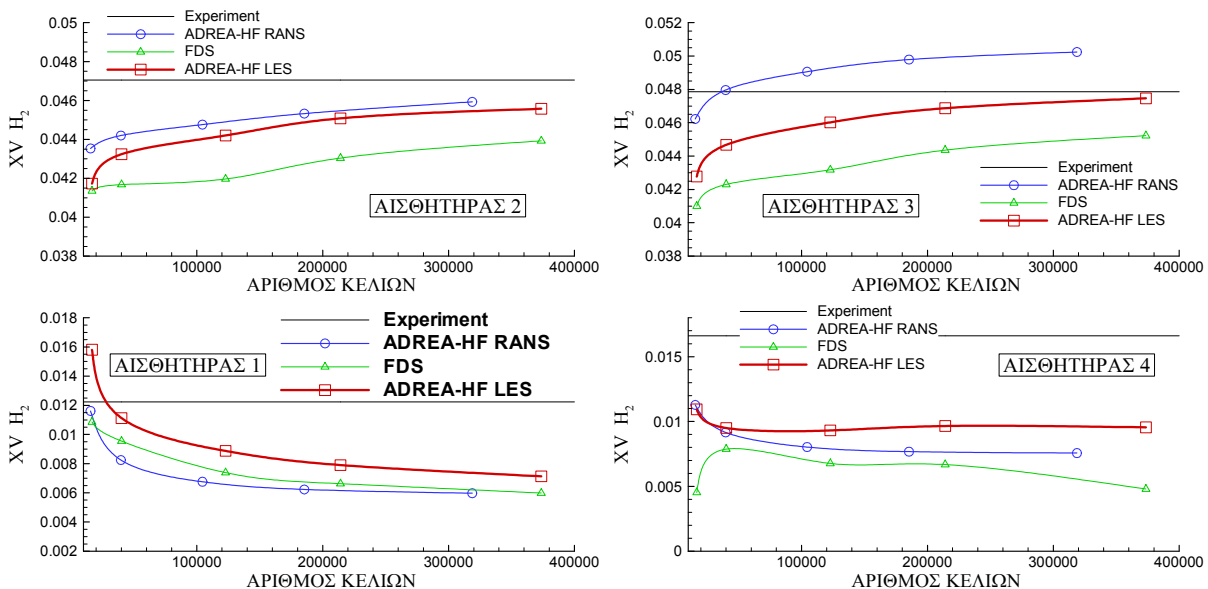 0.05
0.048
0.046
0.044
0.042
0.04
0.038
XV H2
Experiment
ADREA-HF RANS
FDS
ADREA-HF LES
ΑΙΣΘΗΤΗΡΑΣ 2
100000 200000 300000 400000
ΑΡΙΘΜΟΣ ΚΕΛΙΩΝ
0.052
0.05
0.048
0.046
0.044
0.042
0.04
0.038
XV H2
Experiment
ADREA-HF RANS
FDS
ADREA-HF LES
ΑΙΣΘΗΤΗΡΑΣ 3
100000 200000 300000 400000
ΑΡΙΘΜΟΣ ΚΕΛΙΩΝ
0.018
0.016
0.014
0.012
0.01
0.008
0.006
0.004
0.002
XV H2
Experiment
ADREA-HF RANS
FDS
ADREA-HF LES
ΑΙΣΘΗΤΗΡΑΣ 1
100000 200000 300000 400000
ΑΡΙΘΜΟΣ ΚΕΛΙΩΝ
0.015
0.01
0.005
0
XV H2
Experiment
ADREA-HF RANS
FDS
ADREA-HF LES
ΑΙΣΘΗΤΗΡΑΣ 4
100000 200000 300000 400000
ΑΡΙΘΜΟΣ ΚΕΛΙΩΝ